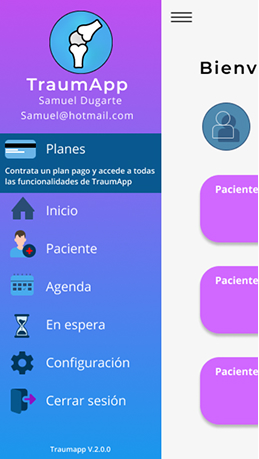 TraumApp
Samuel Dugarte
Samuel@hotmail.com
Planes
Contrata un plan pago y accede a todas
las funcionalidades de TraumApp
Inicio
Paciente
Agenda
En espera
Configuración
Cerrar sesión
Traumapp V.2.0.0
Bienv
Paciente
Paciente
Paciente